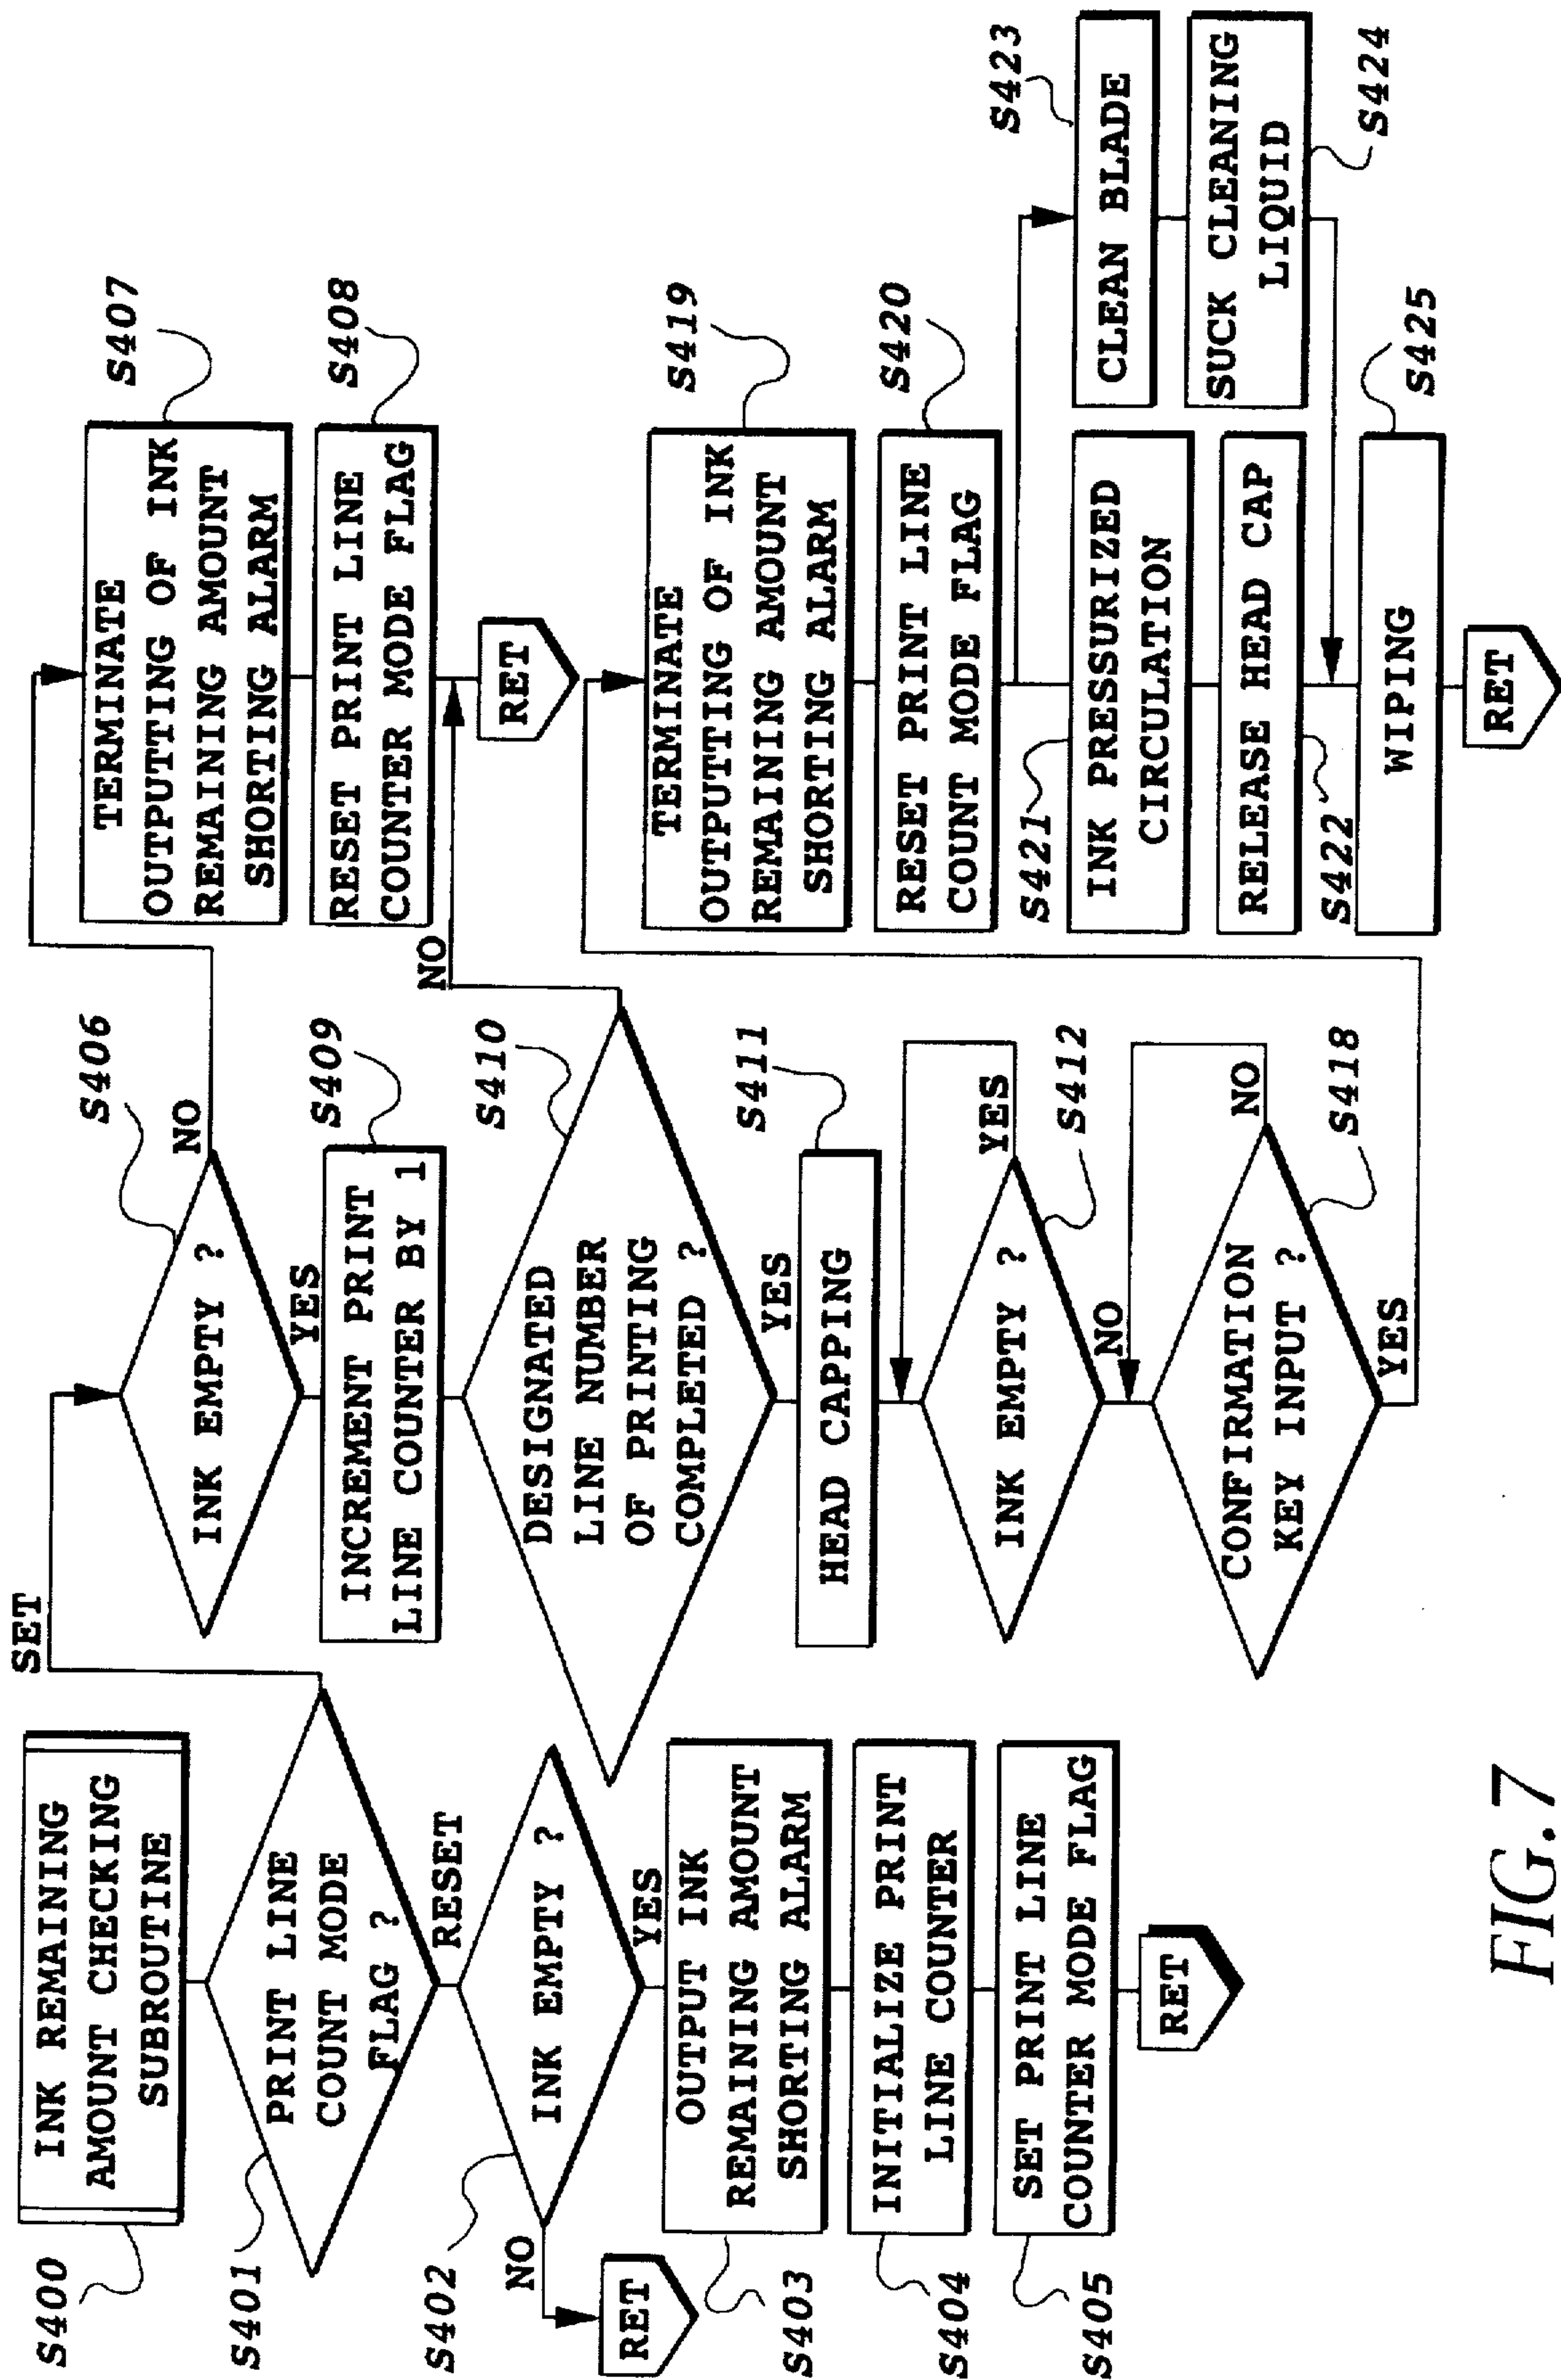 S400
INK REMAINING
AMOUNT CHECKING
SUBROUTINE
S401
PRINT LINE
COUNT MODE
FLAG ?
SET
RESET
S402
INK EMPTY ?
NO
RET
YES
S403
OUTPUT INK
REMAINING AMOUNT
SHORTING ALARM
S404
INITIALIZE PRINT
LINE COUNTER
S405
SET PRINT LINE
COUNTER MODE FLAG
RET
S406
INK EMPTY ?
NO
YES
S409
INCREMENT PRINT
LINE COUNTER BY 1
S410
DESIGNATED
LINE NUMBER
OF PRINTING
COMPLETED ?
NO
YES
S411
HEAD CAPPING
S412
INK EMPTY ?
YES
NO
S418
CONFIRMATION
KEY INPUT ?
NO
YES
S407
TERMINATE
OUTPUTTING OF INK
REMAINING AMOUNT
SHORTING ALARM
S408
RESET PRINT LINE
COUNTER MODE FLAG
RET
S419
TERMINATE
OUTPUTTING OF INK
REMAINING AMOUNT
SHORTING ALARM
S420
RESET PRINT LINE
COUNT MODE FLAG
S421
INK PRESSURIZED
CIRCULATION
S422
RELEASE HEAD CAP
S423
CLEAN BLADE
S424
SUCK CLEANING
LIQUID
S425
WIPING
RET
FIG.7